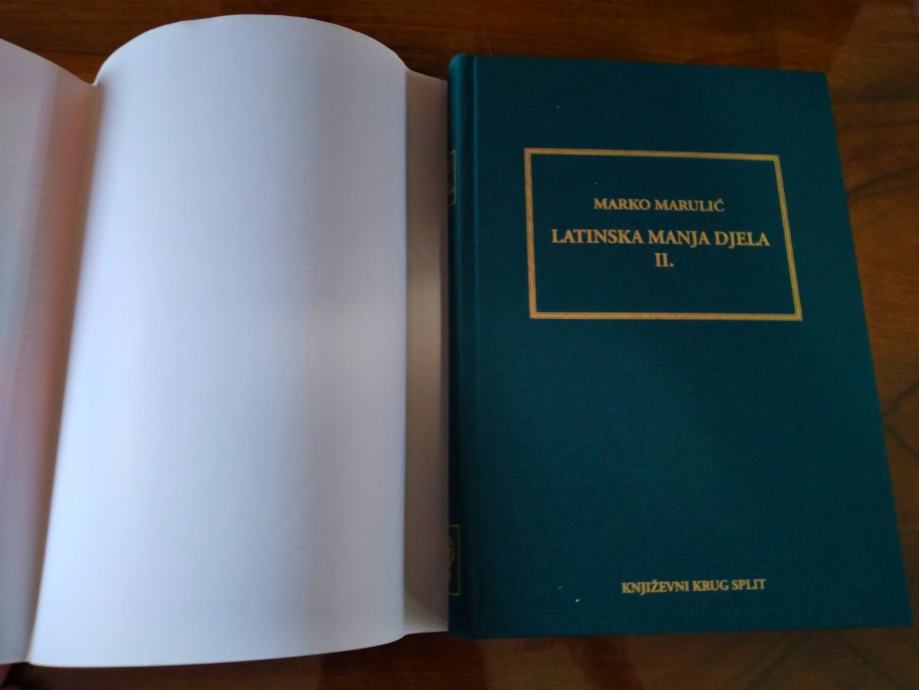 MARKO MARULIĆ
LATINSKA MANJA DJELA
II.
KNJIŽEVNI KRUG SPLIT